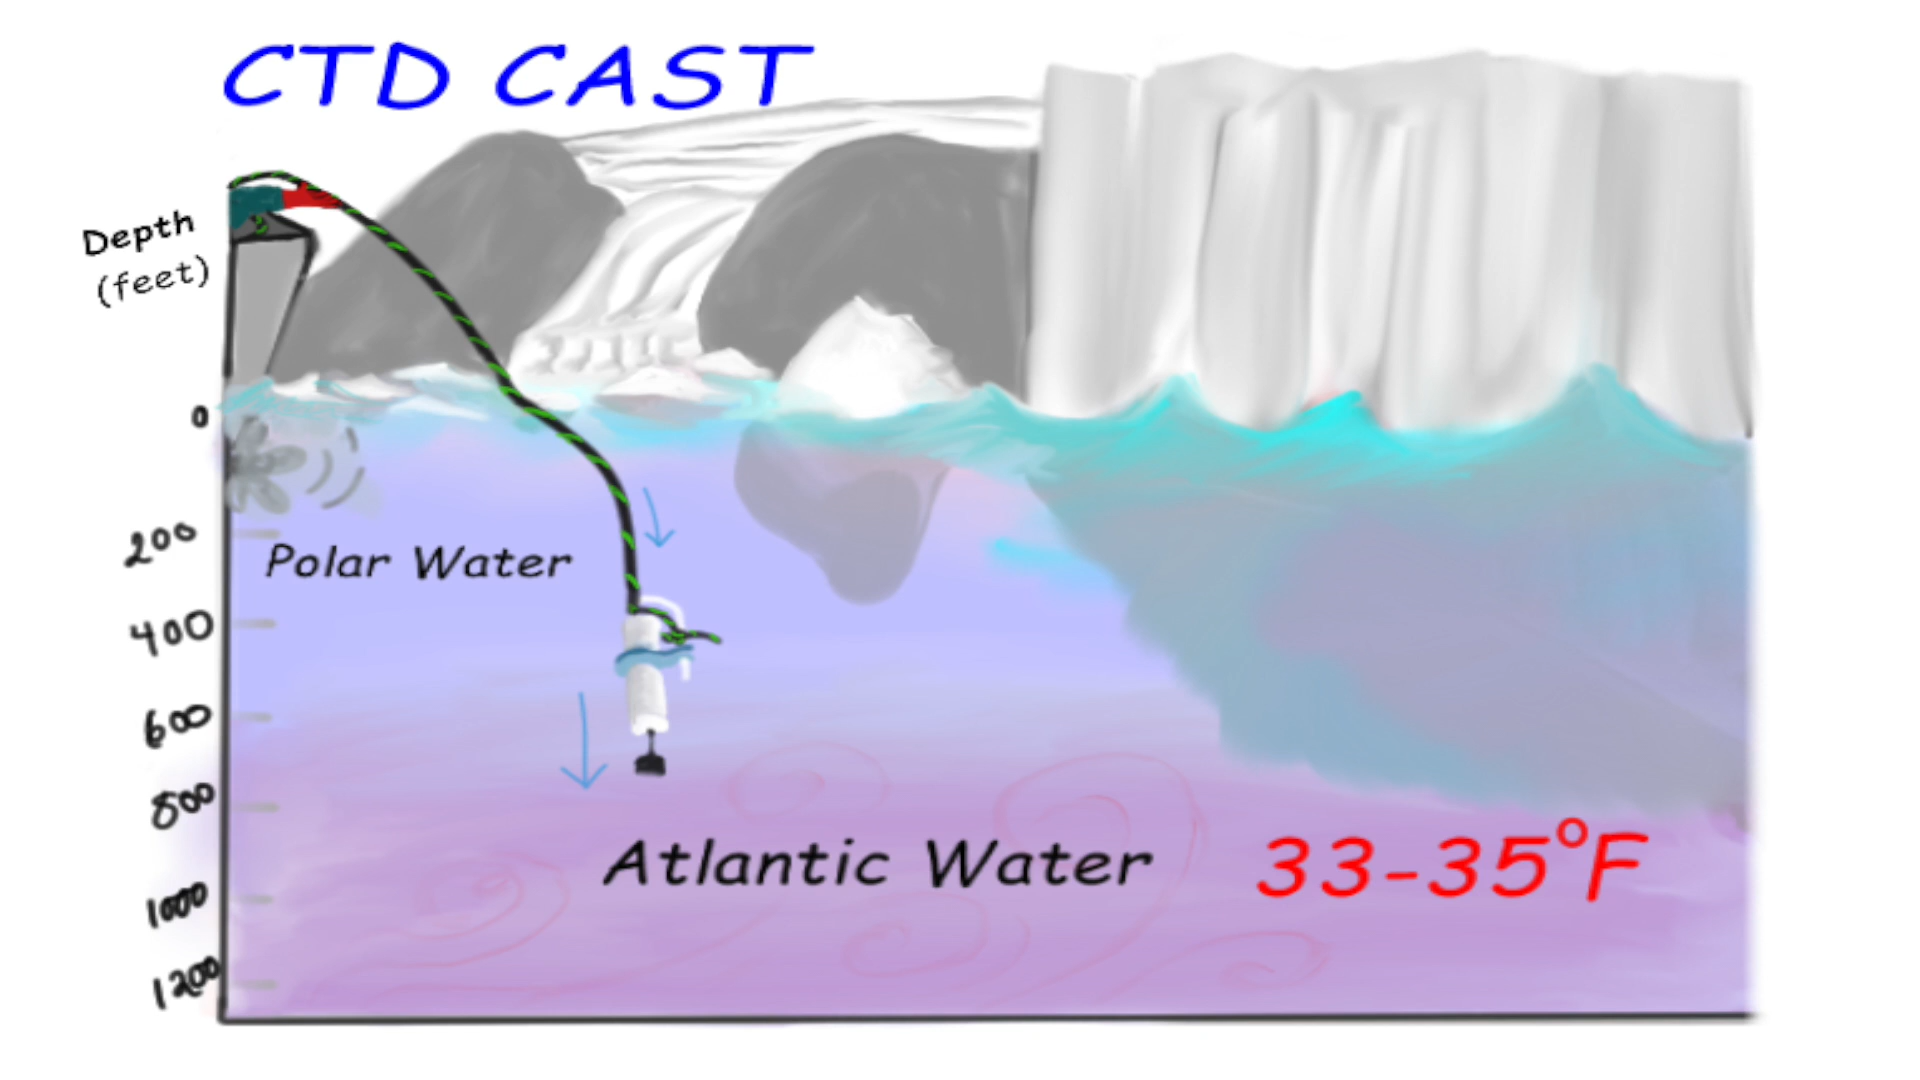 CTD CAST
Depth
(feet)
0
200
Polar Water
400
600
800
Atlantic Water 33-35°F
1000
1200